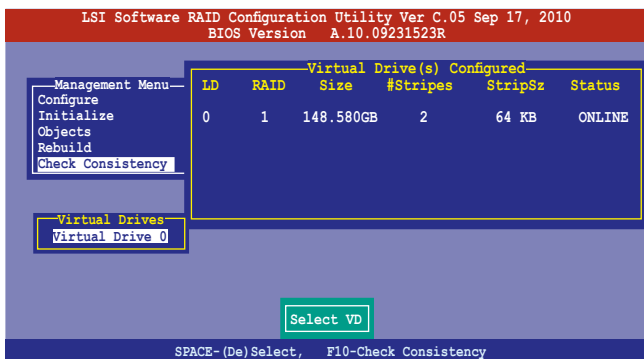 LSI Software RAID Configuration Utility Ver C.05 Sep 17, 2010
BIOS Version A.10.09231523R
Management Menu
Configure
Initialize
Objects
Rebuild
Check Consistency
Virtual Drive(s) Configured
LD RAID Size #Stripes StripSz Status
0 1 148.580GB 2 64 KB ONLINE
Virtual Drives
Virtual Drive 0
Select VD
SPACE-(De)Select, F10-Check Consistency